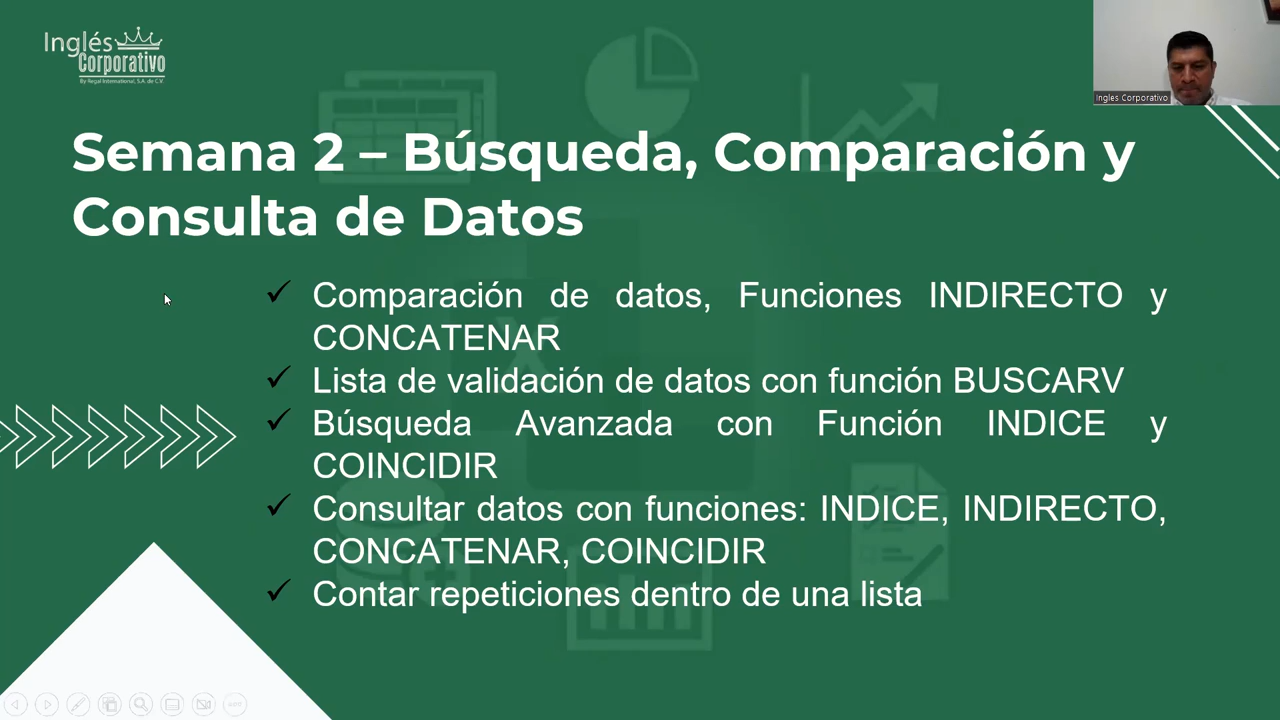 Inglés
Corporativo
By Regal International, S.A. de C.V.
Ingles Corporativo
Semana 2 – Búsqueda, Comparación y
Consulta de Datos
Comparación de datos, Funciones INDIRECTO y
CONCATENAR
Lista de validación de datos con función BUSCARV
Búsqueda Avanzada con Función INDICE y
COINCIDIR
Consultar datos con funciones: INDICE, INDIRECTO,
CONCATENAR, COINCIDIR
Contar repeticiones dentro de una lista